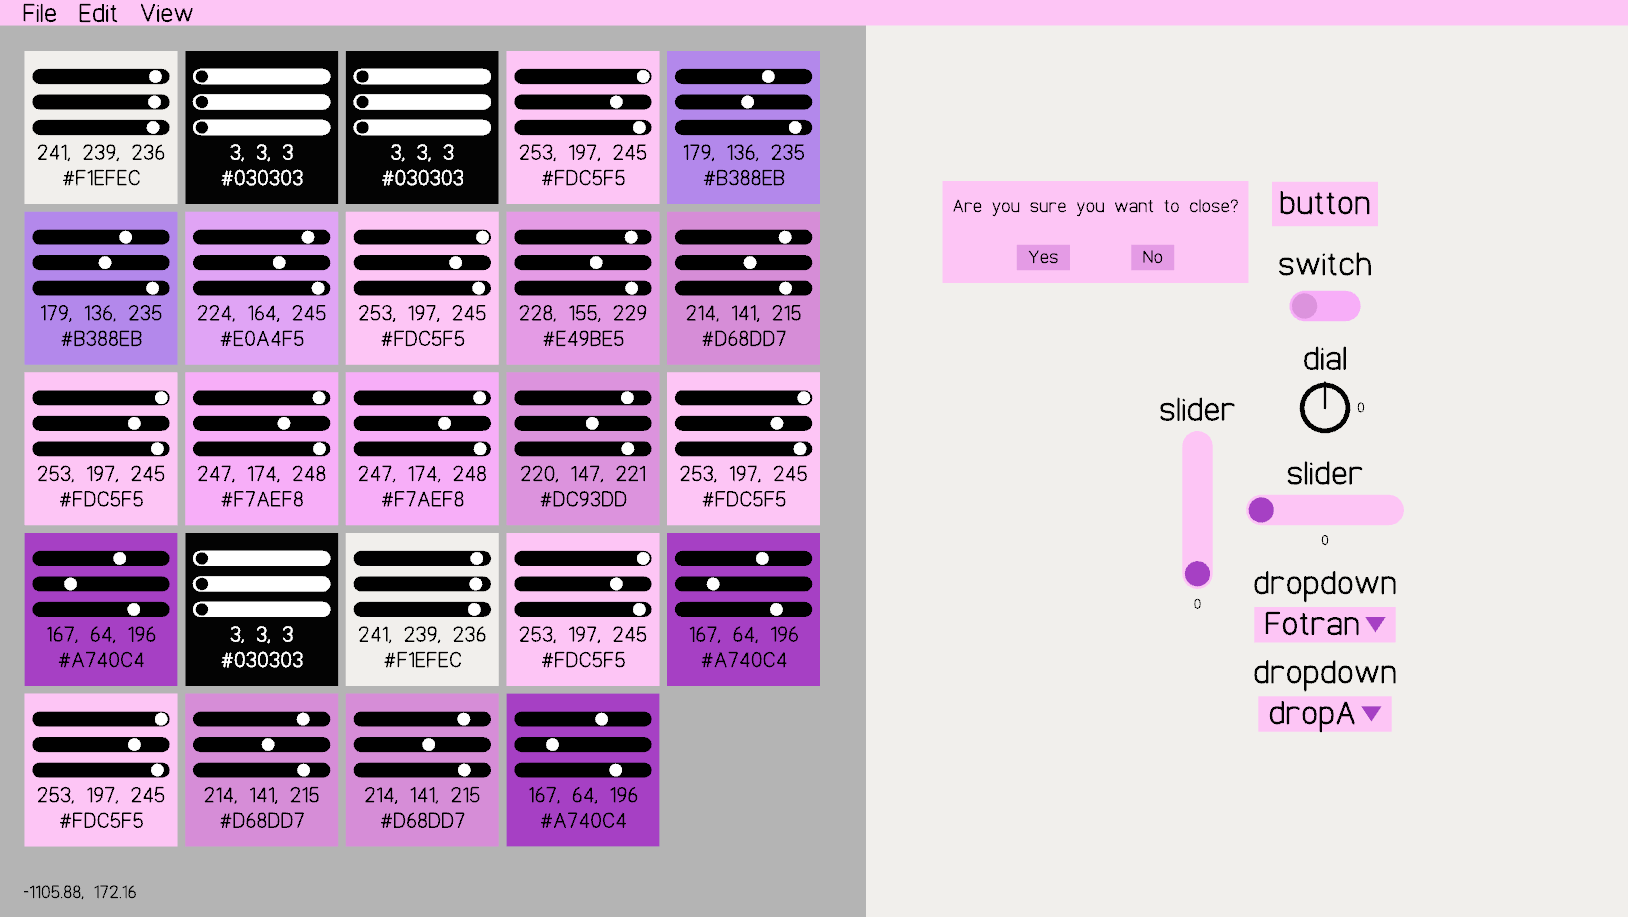 File Edit View
241, 239, 236
#F1EFEC
3, 3, 3
#030303
3, 3, 3
#030303
253, 197, 245
#FDC5F5
179, 136, 235
#B388EB
179, 136, 235
#B388EB
224, 164, 245
#E0A4F5
253, 197, 245
#FDC5F5
228, 155, 229
#E49BE5
214, 141, 215
#D68DD7
253, 197, 245
#FDC5F5
247, 174, 248
#F7AEF8
247, 174, 248
#F7AEF8
220, 147, 221
#DC93DD
253, 197, 245
#FDC5F5
167, 64, 196
#A740C4
3, 3, 3
#030303
241, 239, 236
#F1EFEC
253, 197, 245
#FDC5F5
167, 64, 196
#A740C4
253, 197, 245
#FDC5F5
214, 141, 215
#D68DD7
214, 141, 215
#D68DD7
167, 64, 196
#A740C4
-1105.88, 172.16
Are you sure you want to close?
Yes No
button
switch
dial
0
slider
0
slider
0
dropdown
Fotran
dropdown
dropA